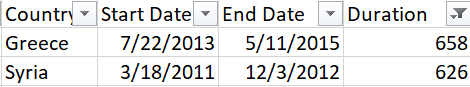 Country Start Date End Date Duration
Greece 7/22/2013 5/11/2015 658
Syria 3/18/2011 12/3/2012 626